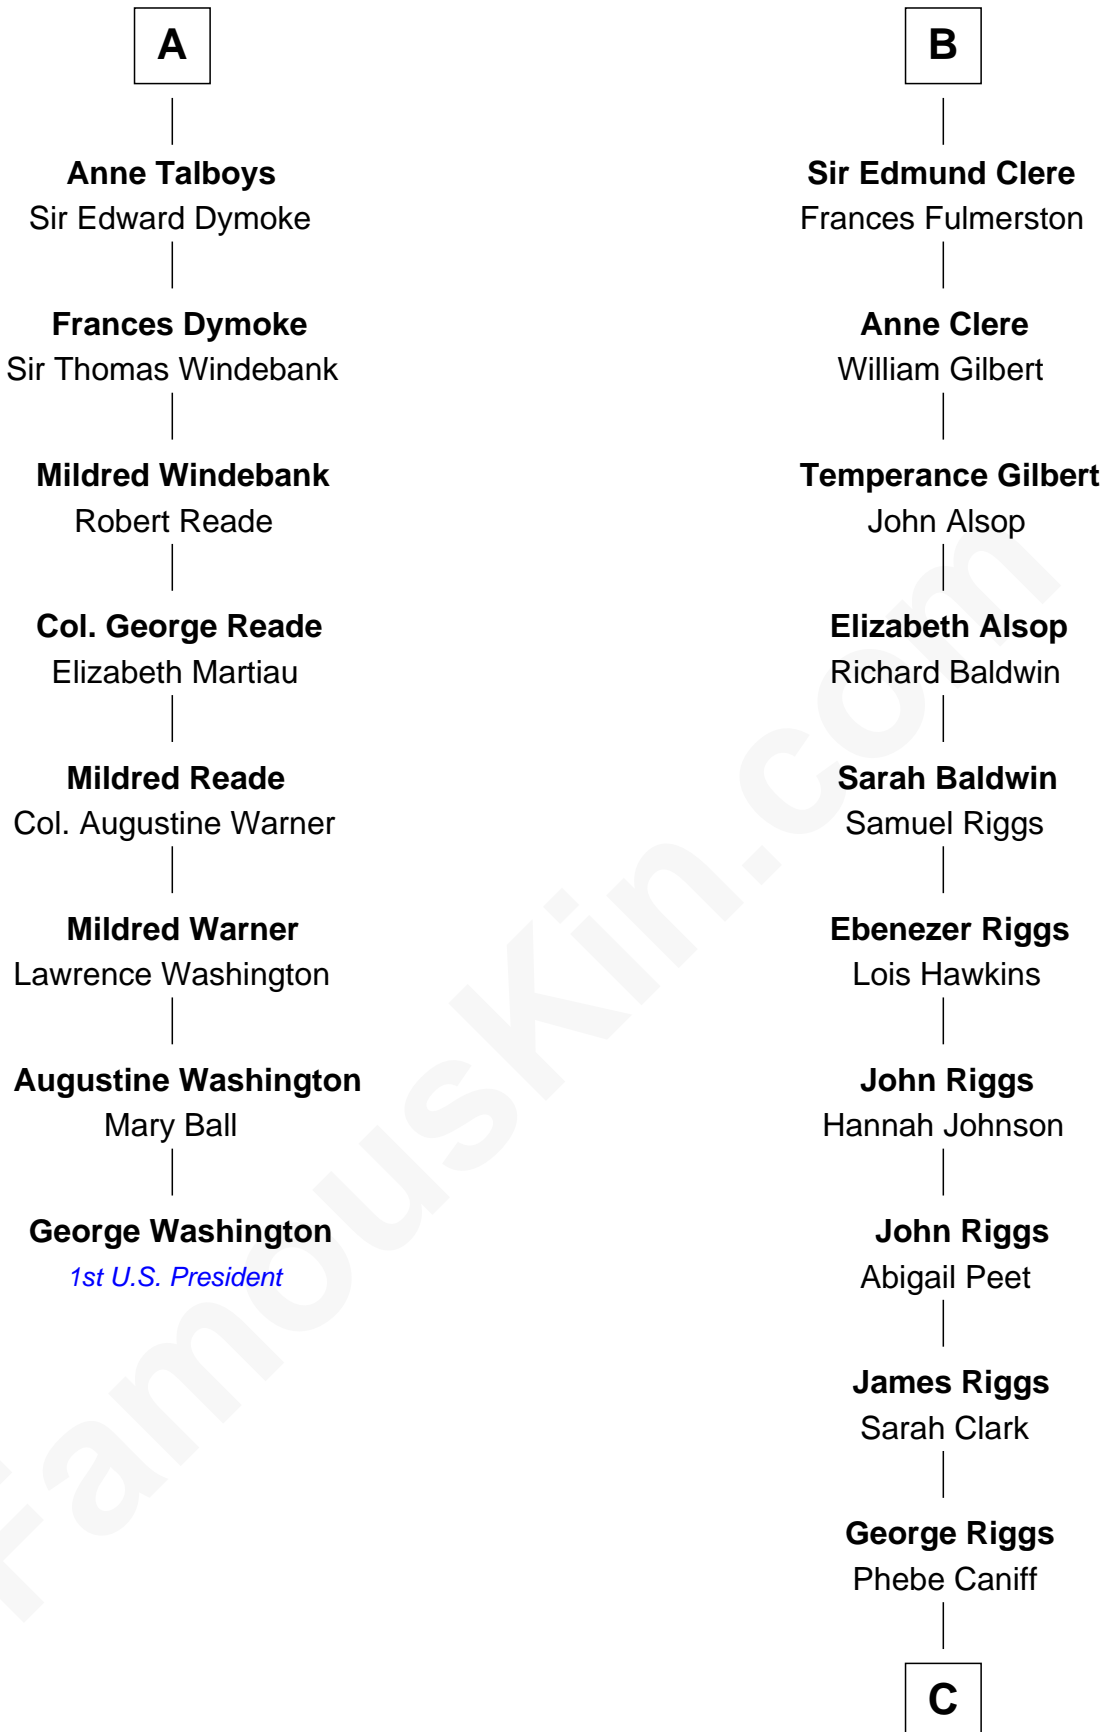 A
Anne Talboys
Sir Edward Dymoke
Frances Dymoke
Sir Thomas Windebank
Mildred Windebank
Robert Reade
Col. George Reade
Elizabeth Martiau
Mildred Reade
Col. Augustine Warner
Mildred Warner
Lawrence Washington
Augustine Washington
Mary Ball
George Washington
1st U.S. President
B
Sir Edmund Clere
Frances Fulmerston
Anne Clere
William Gilbert
Temperance Gilbert
John Alsop
Elizabeth Alsop
Richard Baldwin
Sarah Baldwin
Samuel Riggs
Ebenezer Riggs
Lois Hawkins
John Riggs
Hannah Johnson
John Riggs
Abigail Peet
James Riggs
Sarah Clark
George Riggs
Phebe Caniff
C
FamousKin.com